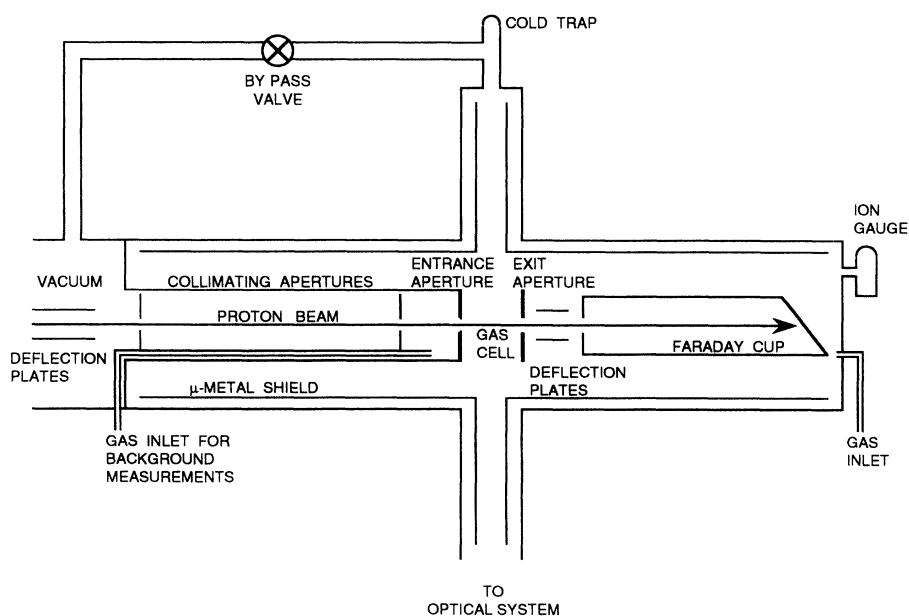 COLD TRAP
BY PASS
VALVE
ION
GAUGE
VACUUM
COLLIMATING APERTURES
ENTRANCE
APERTURE
EXIT
APERTURE
PROTON BEAM
GAS
CELL
FARADAY CUP
DEFLECTION
PLATES
μ-METAL SHIELD
DEFLECTION
PLATES
GAS INLET FOR
BACKGROUND
MEASUREMENTS
GAS
INLET
TO
OPTICAL SYSTEM